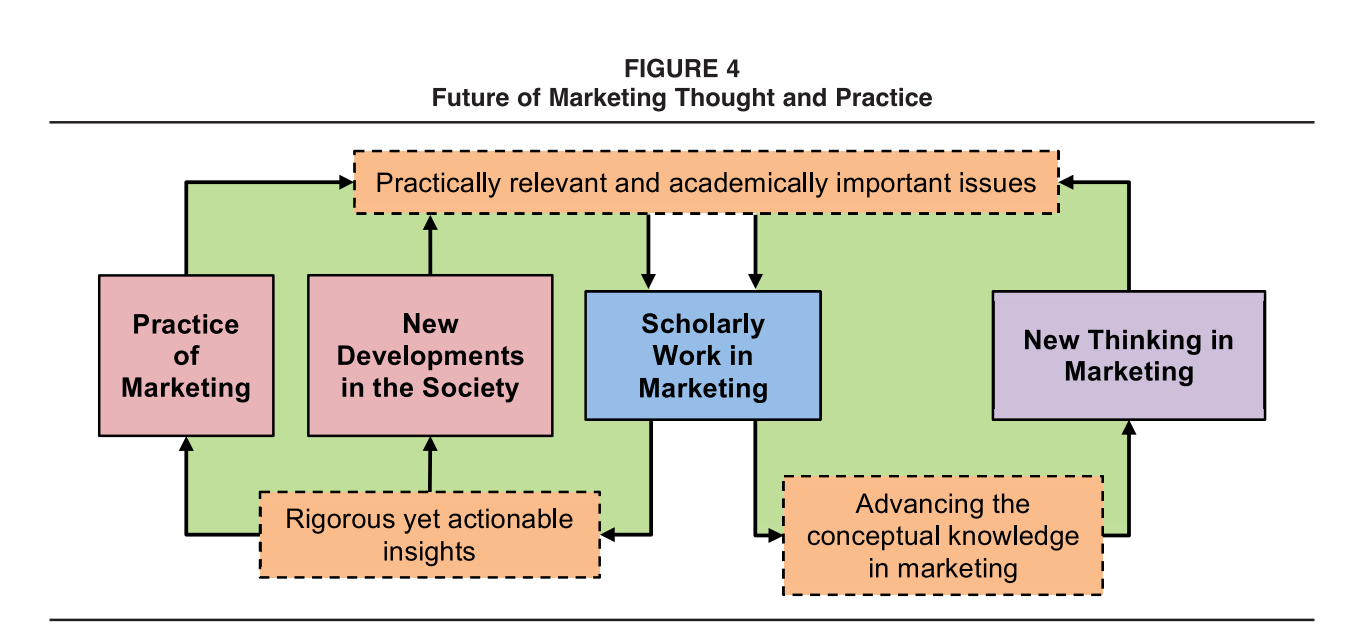 FIGURE 4
Future of Marketing Thought and Practice
Practically relevant and academically important issues
Practice
of
Marketing
New
Developments
in the Society
Scholarly
Work in
Marketing
New Thinking in
Marketing
Rigorous yet actionable
insights
Advancing the
conceptual knowledge
in marketing